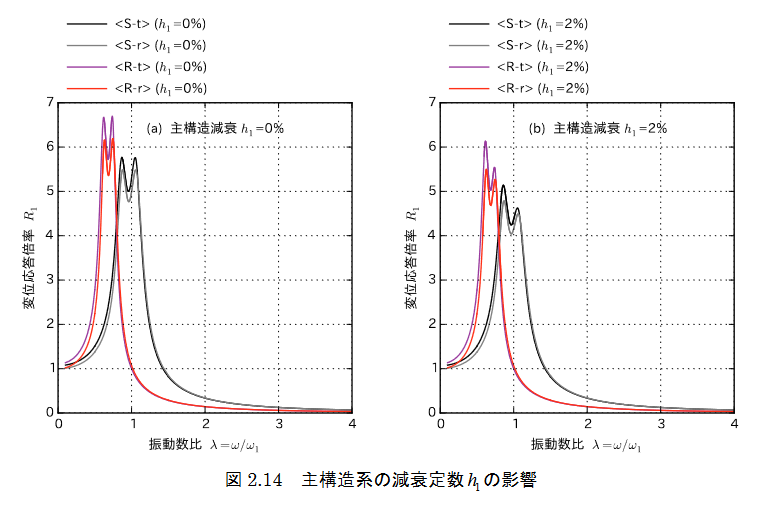 <S-t> (h1=0%)
<S-r> (h1=0%)
<R-t> (h1=0%)
<R-r> (h1=0%)
(a) 主構造減衰 h1=0%
変位応答倍率 R1
7
6
5
4
3
2
1
0
0 1 2 3 4
振動数比 λ=ω/ω1
<S-t> (h1=2%)
<S-r> (h1=2%)
<R-t> (h1=2%)
<R-r> (h1=2%)
(b) 主構造減衰 h1=2%
変位応答倍率 R1
7
6
5
4
3
2
1
0
0 1 2 3 4
振動数比 λ=ω/ω1
図 2.14 主構造系の減衰定数h1の影響